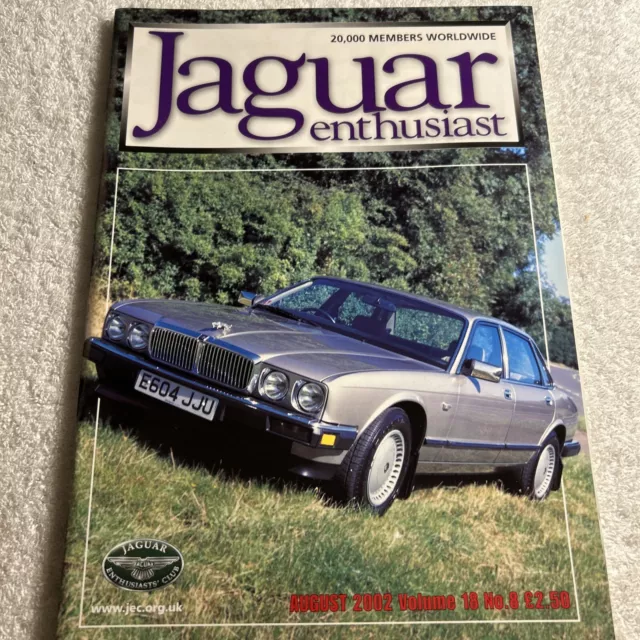 20,000 MEMBERS WORLDWIDE
Jaguar
enthusiast
E604 JJU
JAGUAR
ENTHUSIASTS' CLUB
www.jec.org.uk
AUGUST 2002 Volume 18 No.8 £2.50